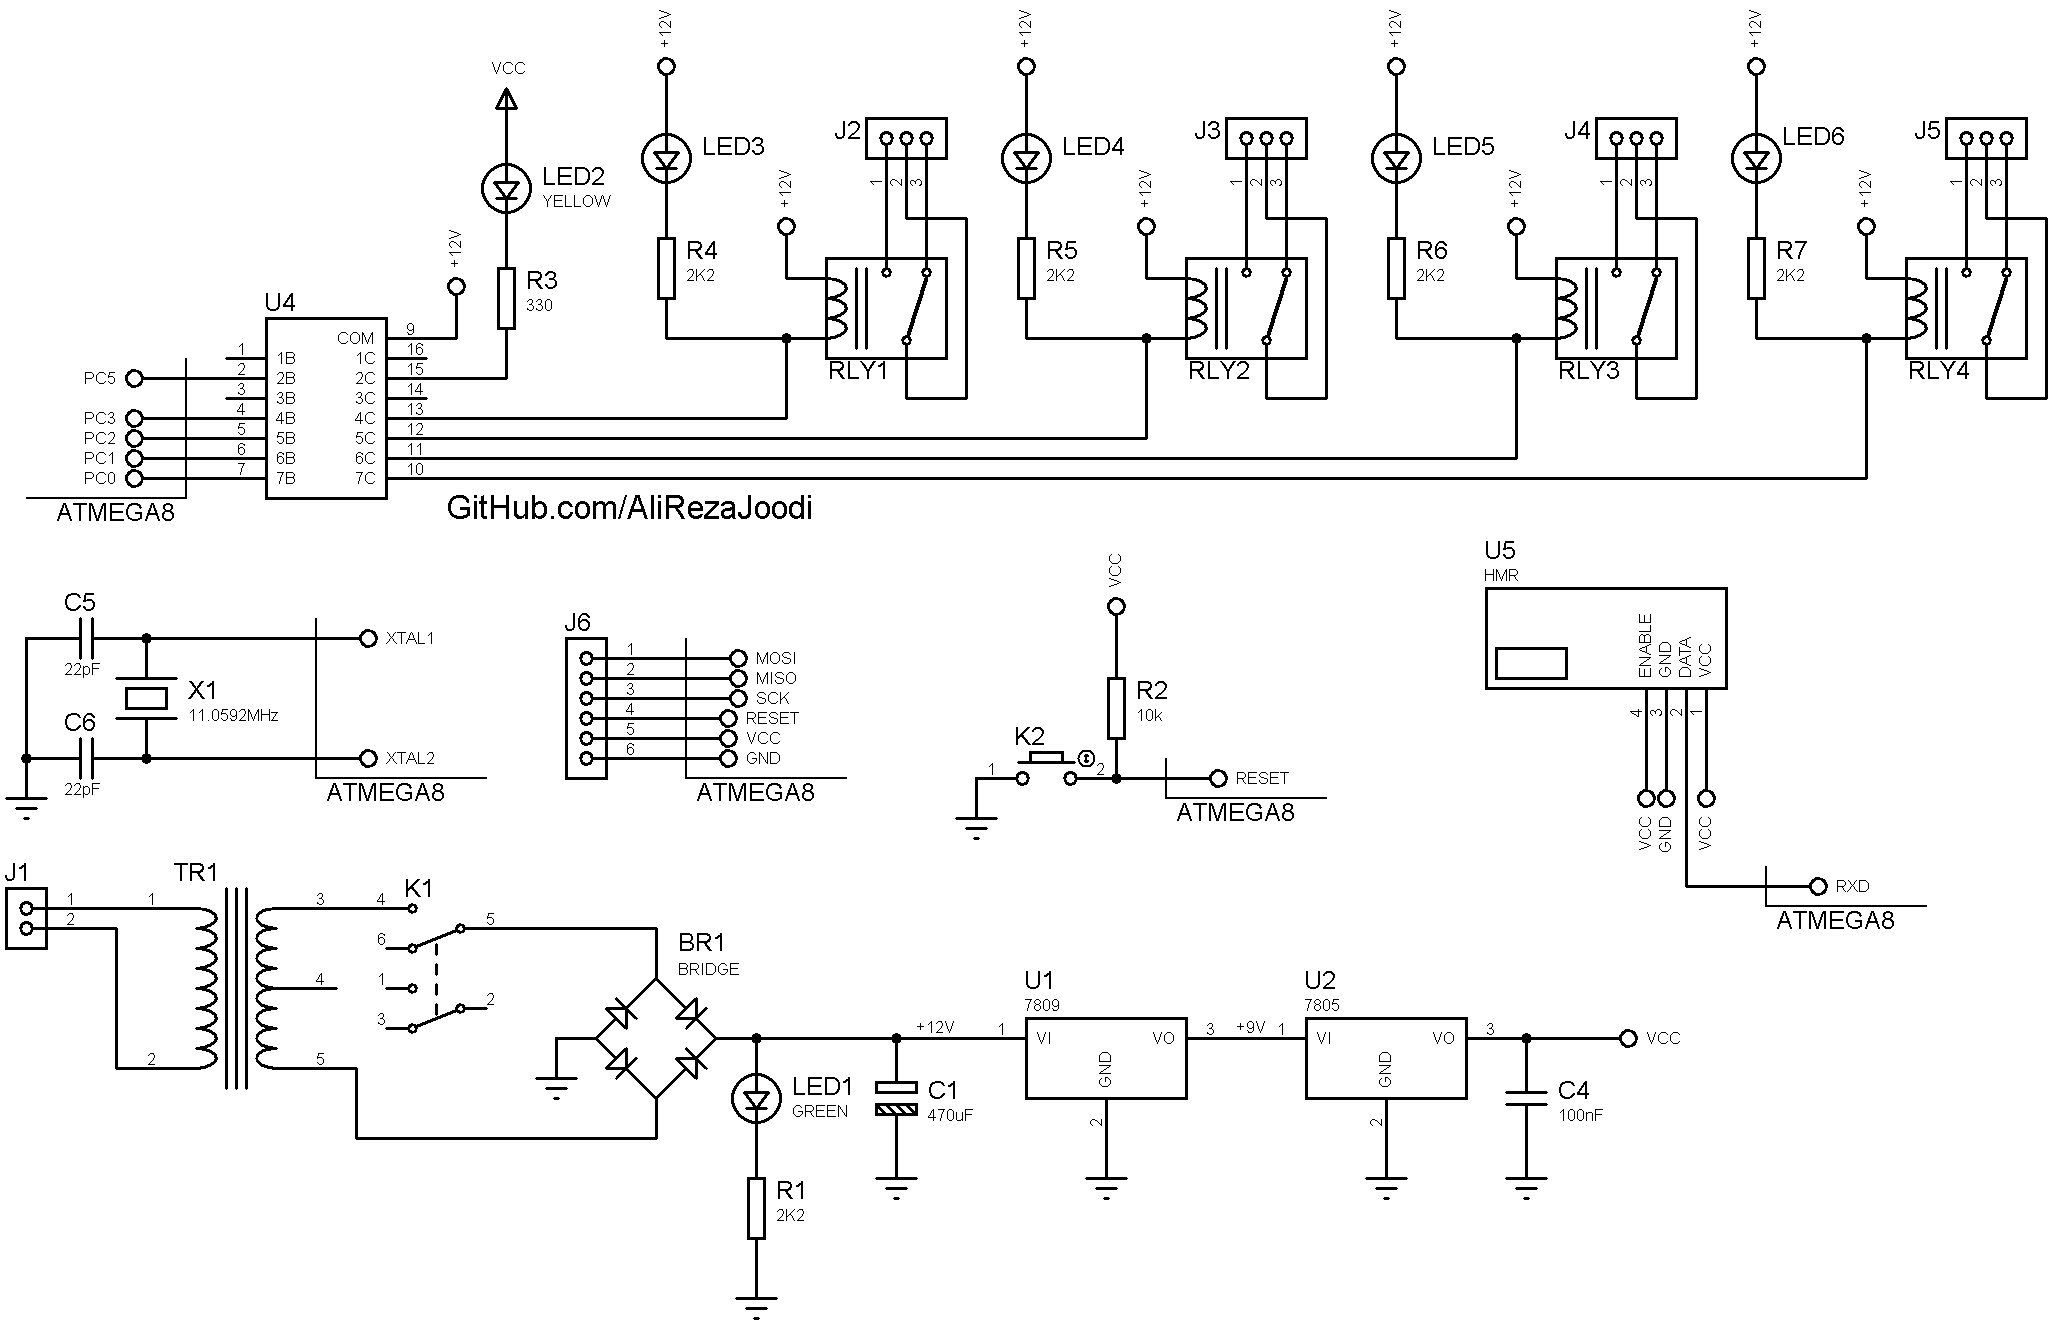 +12V
+12V
+12V
+12V
VCC
LED3
J2
LED4
J3
LED5
J4
LED6
J5
1 2 3
1 2 3
1 2 3
1 2 3
LED2
YELLOW
+12V
+12V
+12V
+12V
+12V
R4
2K2
R5
2K2
R6
2K2
R7
2K2
R3
330
U4
COM 9
RLY1
RLY2
RLY3
RLY4
1 1B 1C 16
PC5 2 2B 2C 15
3 3B 3C 14
PC3 4 4B 4C 13
PC2 5 5B 5C 12
PC1 6 6B 6C 11
PC0 7 7B 7C 10
ATMEGA8
GitHub.com/AliRezaJoodi
C5
22pF
XTAL1
X1
11.0592MHz
C6
22pF
XTAL2
ATMEGA8
J6
1 MOSI
2 MISO
3 SCK
4 RESET
5 VCC
6 GND
ATMEGA8
VCC
R2
10k
K2
1 2
RESET
ATMEGA8
U5
HMR
ENABLE GND DATA VCC
4 3 2 1
VCC GND VCC
RXD
ATMEGA8
J1
1
2
TR1
1
2
3
4
5
K1
4
6
5
1
3
2
BR1
BRIDGE
LED1
GREEN
R1
2K2
+12V
C1
470uF
U1
7809
1 VI VO 3
GND
2
+9V
U2
7805
1 VI VO 3
GND
2
VCC
C4
100nF